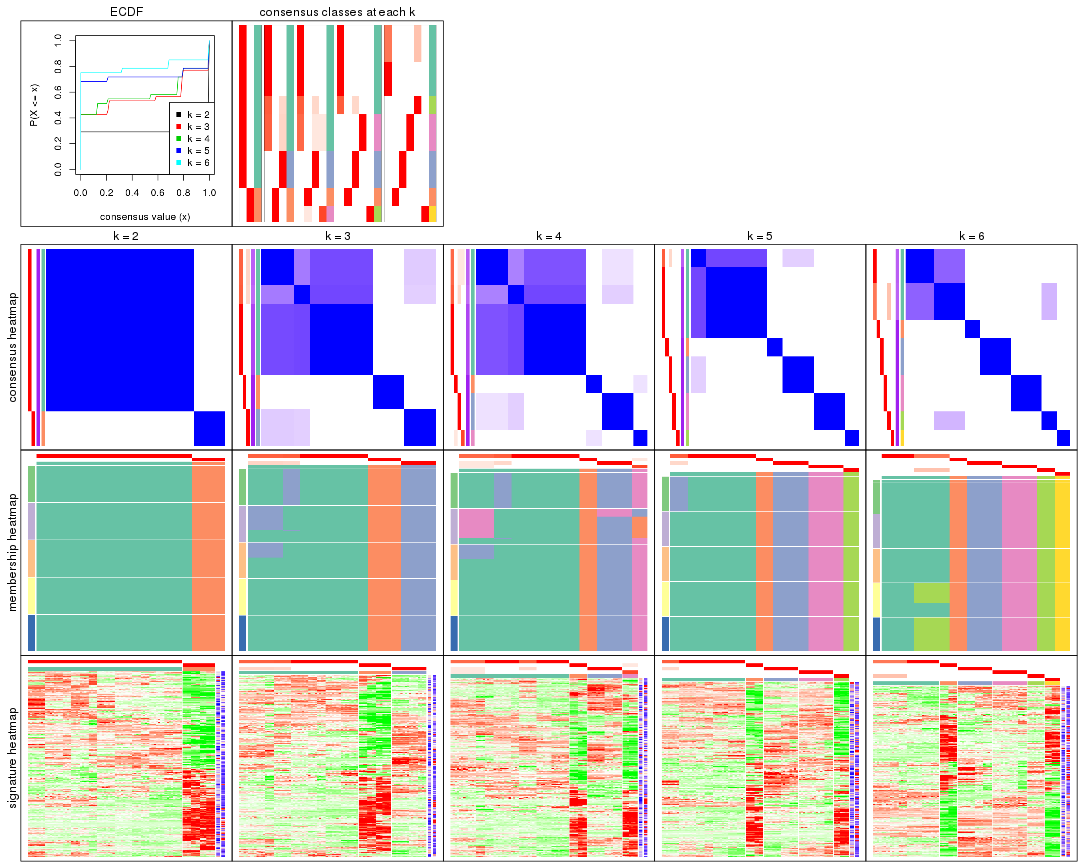 ECDF
consensus classes at each k
P(X <= x)
1.0
0.8
0.6
0.4
0.2
0.0
k = 2
k = 3
k = 4
k = 5
k = 6
0.0 0.2 0.4 0.6 0.8 1.0
consensus value (x)
k = 2
k = 3
k = 4
k = 5
k = 6
consensus heatmap
membership heatmap
signature heatmap